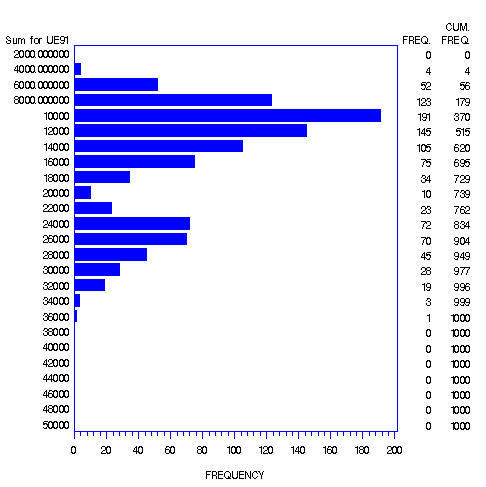 CUM.
Sum for UE91 FREQ. FREQ.
2000.000000 0 0
4000.000000 4 4
6000.000000 52 56
8000.000000 123 179
10000 191 370
12000 145 515
14000 105 620
16000 75 695
18000 34 729
20000 10 739
22000 23 762
24000 72 834
26000 70 904
28000 45 949
30000 28 977
32000 19 996
34000 3 999
36000 1 1000
38000 0 1000
40000 0 1000
42000 0 1000
44000 0 1000
46000 0 1000
48000 0 1000
50000 0 1000
0 20 40 60 80 100 120 140 160 180 200
FREQUENCY